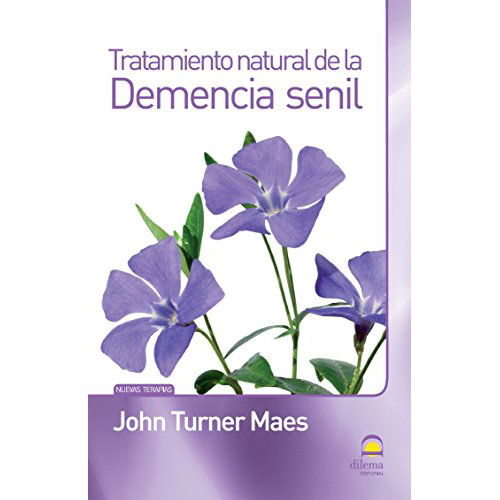 Tratamiento natural de la
Demencia senil
NUEVAS TERAPIAS
John Turner Maes
dilema
EDITORIAL